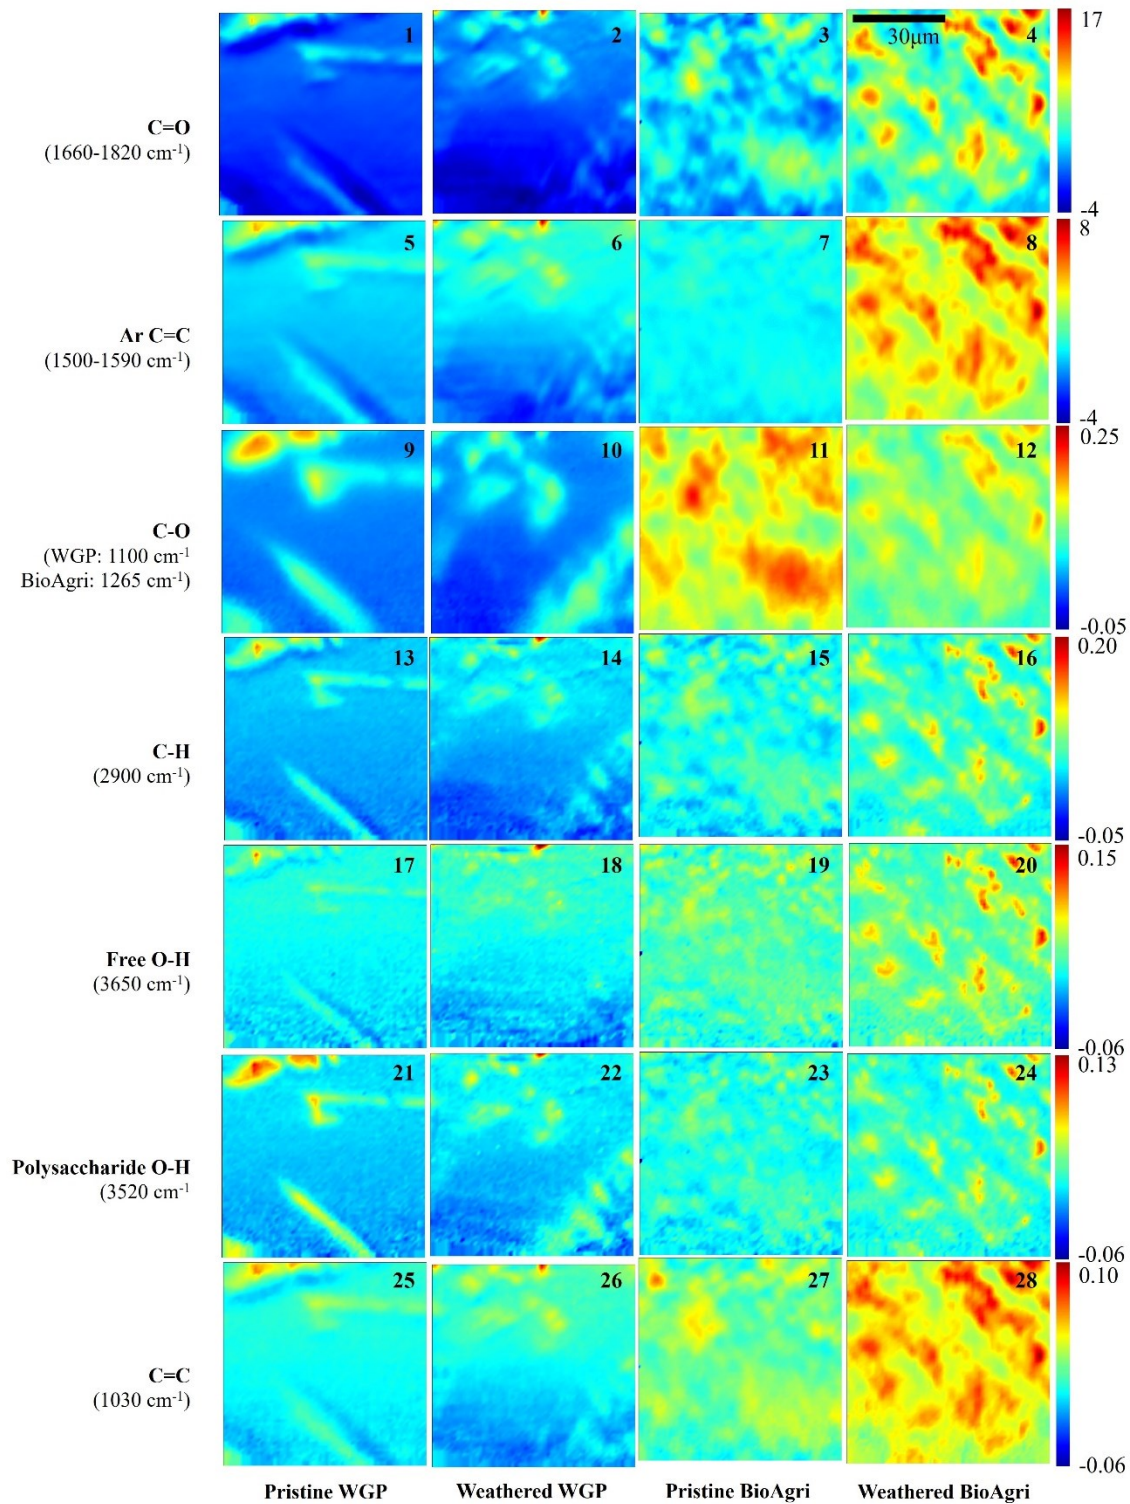 1 2 3 4 17
30μm
C=O
(1660-1820 cm⁻¹)
-4
5 6 7 8 8
Ar C=C
(1500-1590 cm⁻¹)
-4
9 10 11 12 0.25
C-O
(WGP: 1100 cm⁻¹
BioAgri: 1265 cm⁻¹)
-0.05
13 14 15 16 0.20
C-H
(2900 cm⁻¹)
-0.05
17 18 19 20 0.15
Free O-H
(3650 cm⁻¹)
-0.06
21 22 23 24 0.13
Polysaccharide O-H
(3520 cm⁻¹
-0.06
25 26 27 28 0.10
C=C
(1030 cm⁻¹)
-0.06
Pristine WGP Weathered WGP Pristine BioAgri Weathered BioAgri